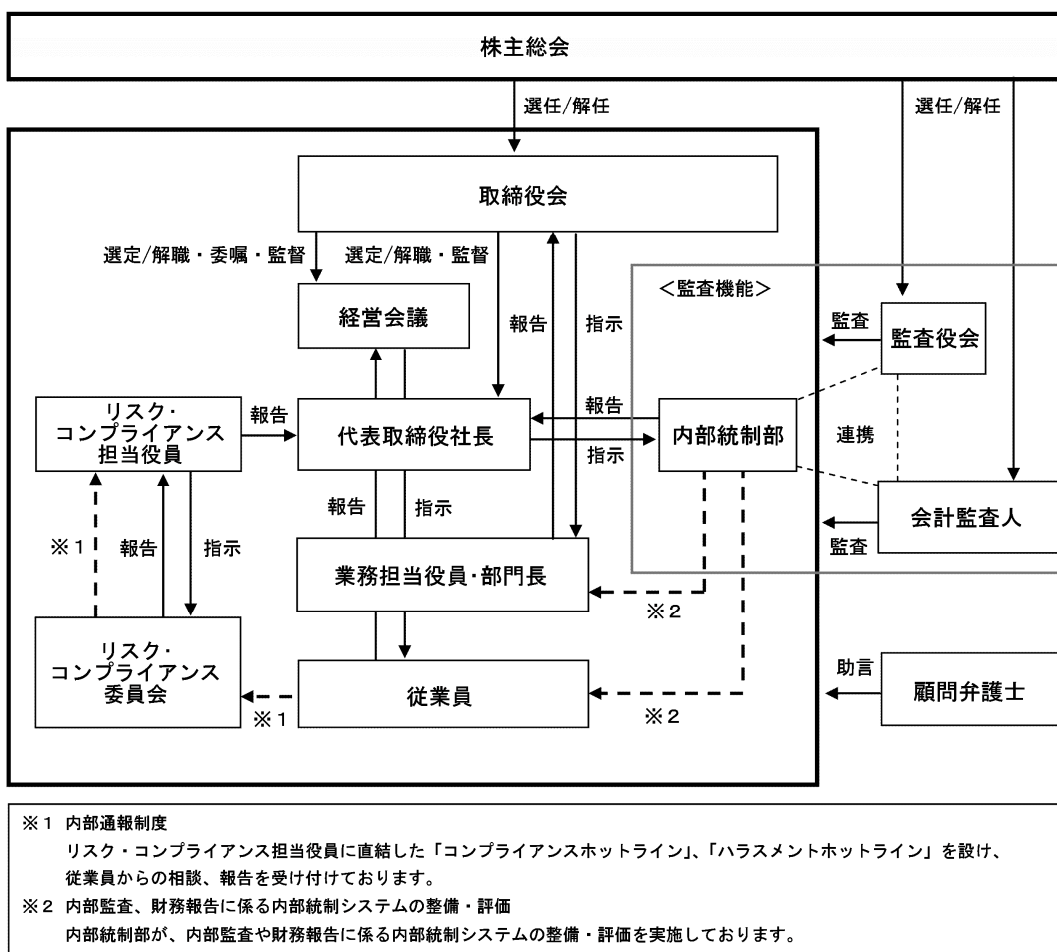 株主総会
選任/解任
選任/解任
取締役会
選定/解職・委嘱・監督
選定/解職・監督
＜監査機能＞
経営会議
報告
指示
監査
監査役会
リスク・
コンプライアンス
担当役員
報告
代表取締役社長
報告
指示
内部統制部
連携
報告
指示
会計監査人
監査
※１
報告
指示
業務担当役員・部門長
※２
リスク・
コンプライアンス
委員会
※１
従業員
※２
助言
顧問弁護士
※１ 内部通報制度
リスク・コンプライアンス担当役員に直結した「コンプライアンスホットライン」、「ハラスメントホットライン」を設け、
従業員からの相談、報告を受け付けております。
※２ 内部監査、財務報告に係る内部統制システムの整備・評価
内部統制部が、内部監査や財務報告に係る内部統制システムの整備・評価を実施しております。